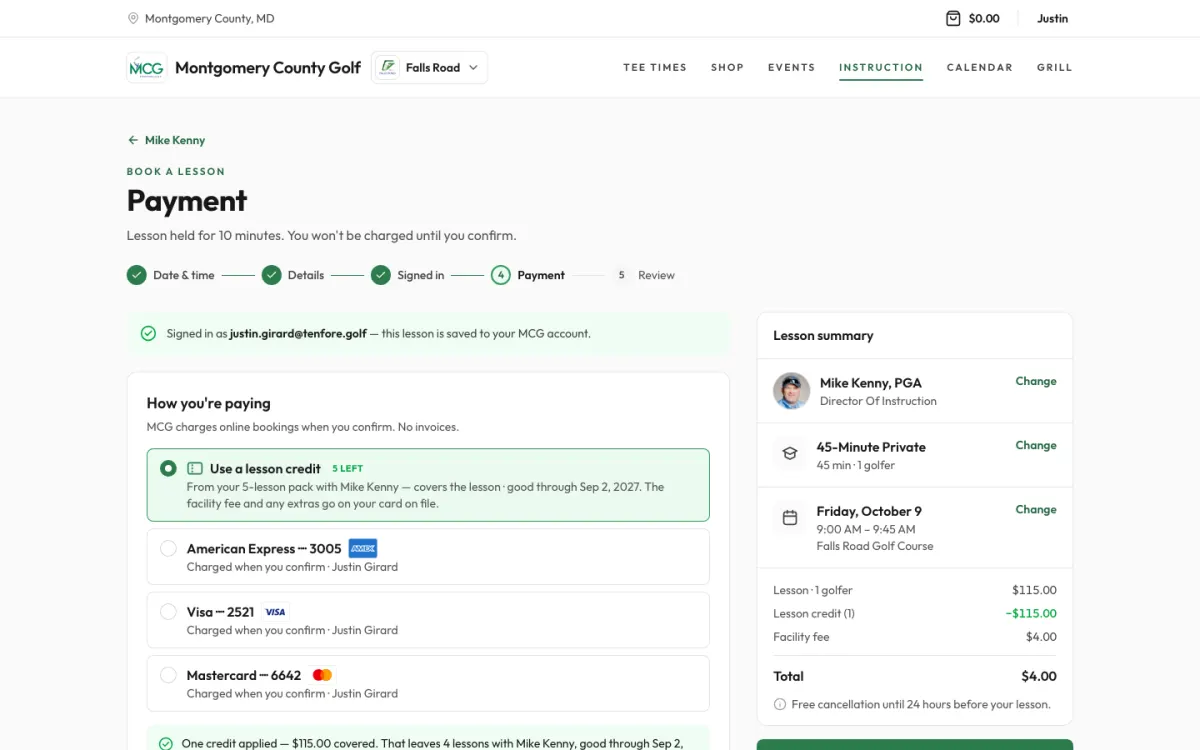 Montgomery County, MD
$0.00
Justin
MCG
Montgomery County Golf
Falls Road
TEE TIMES
SHOP
EVENTS
INSTRUCTION
CALENDAR
GRILL
← Mike Kenny
BOOK A LESSON
Payment
Lesson held for 10 minutes. You won't be charged until you confirm.
Date & time
Details
Signed in
4 Payment
5 Review
Signed in as justin.girard@tenfore.golf — this lesson is saved to your MCG account.
How you're paying
MCG charges online bookings when you confirm. No invoices.
Use a lesson credit 5 LEFT
From your 5-lesson pack with Mike Kenny — covers the lesson · good through Sep 2, 2027. The
facility fee and any extras go on your card on file.
American Express ···· 3005 AMEX
Charged when you confirm · Justin Girard
Visa ···· 2521 VISA
Charged when you confirm · Justin Girard
Mastercard ···· 6642
Charged when you confirm · Justin Girard
One credit applied — $115.00 covered. That leaves 4 lessons with Mike Kenny, good through Sep 2,
Lesson summary
Mike Kenny, PGA
Change
Director Of Instruction
45-Minute Private
Change
45 min · 1 golfer
Friday, October 9
Change
9:00 AM – 9:45 AM
Falls Road Golf Course
Lesson · 1 golfer $115.00
Lesson credit (1) −$115.00
Facility fee $4.00
Total $4.00
Free cancellation until 24 hours before your lesson.